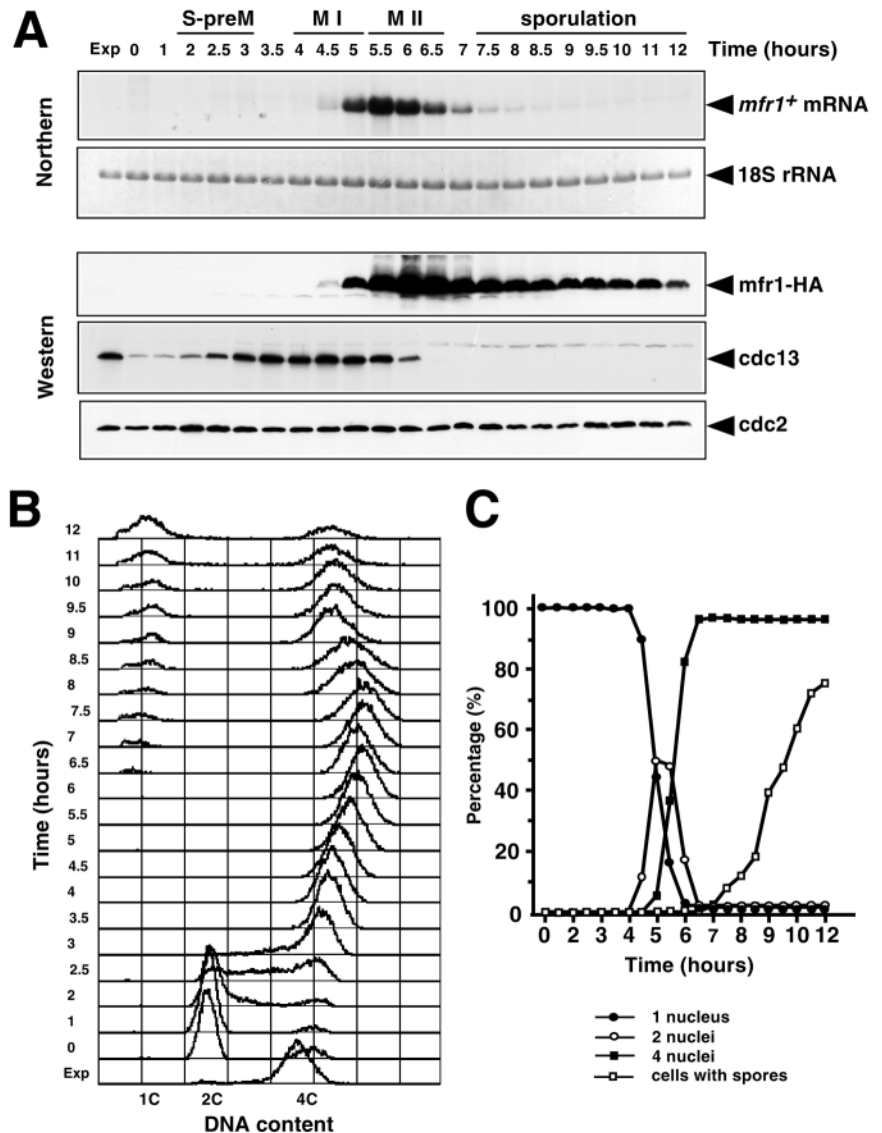 A
S-preM M I M II sporulation
Exp 0 1 2 2.5 3 3.5 4 4.5 5 5.5 6 6.5 7 7.5 8 8.5 9 9.5 10 11 12 Time (hours)
Northern
mfr1+ mRNA
18S rRNA
Western
mfr1-HA
cdc13
cdc2
B
Time (hours)
12
11
10
9.5
9
8.5
8
7.5
7
6.5
6
5.5
5
4.5
4
3.5
3
2.5
2
1
0
Exp
1C 2C 4C
DNA content
C
Percentage (%)
100
80
60
40
20
0
0 2 3 4 5 6 7 8 9 10 12
Time (hours)
1 nucleus
2 nuclei
4 nuclei
cells with spores